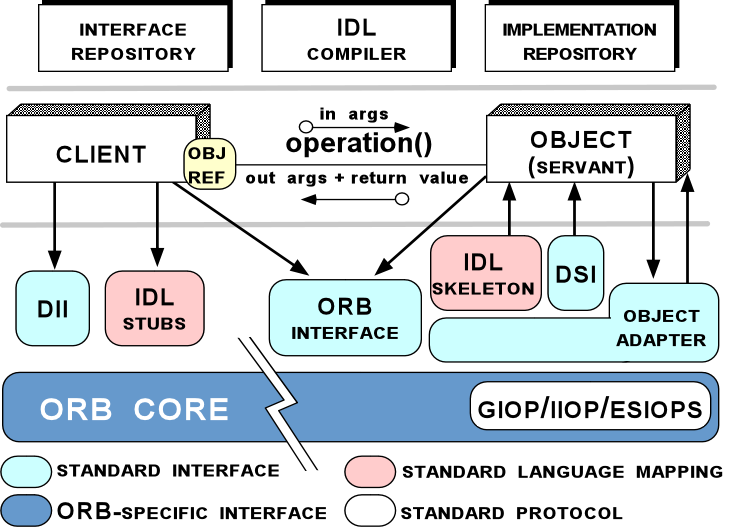 INTERFACE
REPOSITORY
IDL
COMPILER
IMPLEMENTATION
REPOSITORY
CLIENT
OBJ
REF
in args
operation()
out args + return value
OBJECT
(SERVANT)
DII
IDL
STUBS
ORB
INTERFACE
IDL
SKELETON
DSI
OBJECT
ADAPTER
ORB CORE
GIOP/IIOP/ESIOPS
STANDARD INTERFACE
STANDARD LANGUAGE MAPPING
ORB-SPECIFIC INTERFACE
STANDARD PROTOCOL